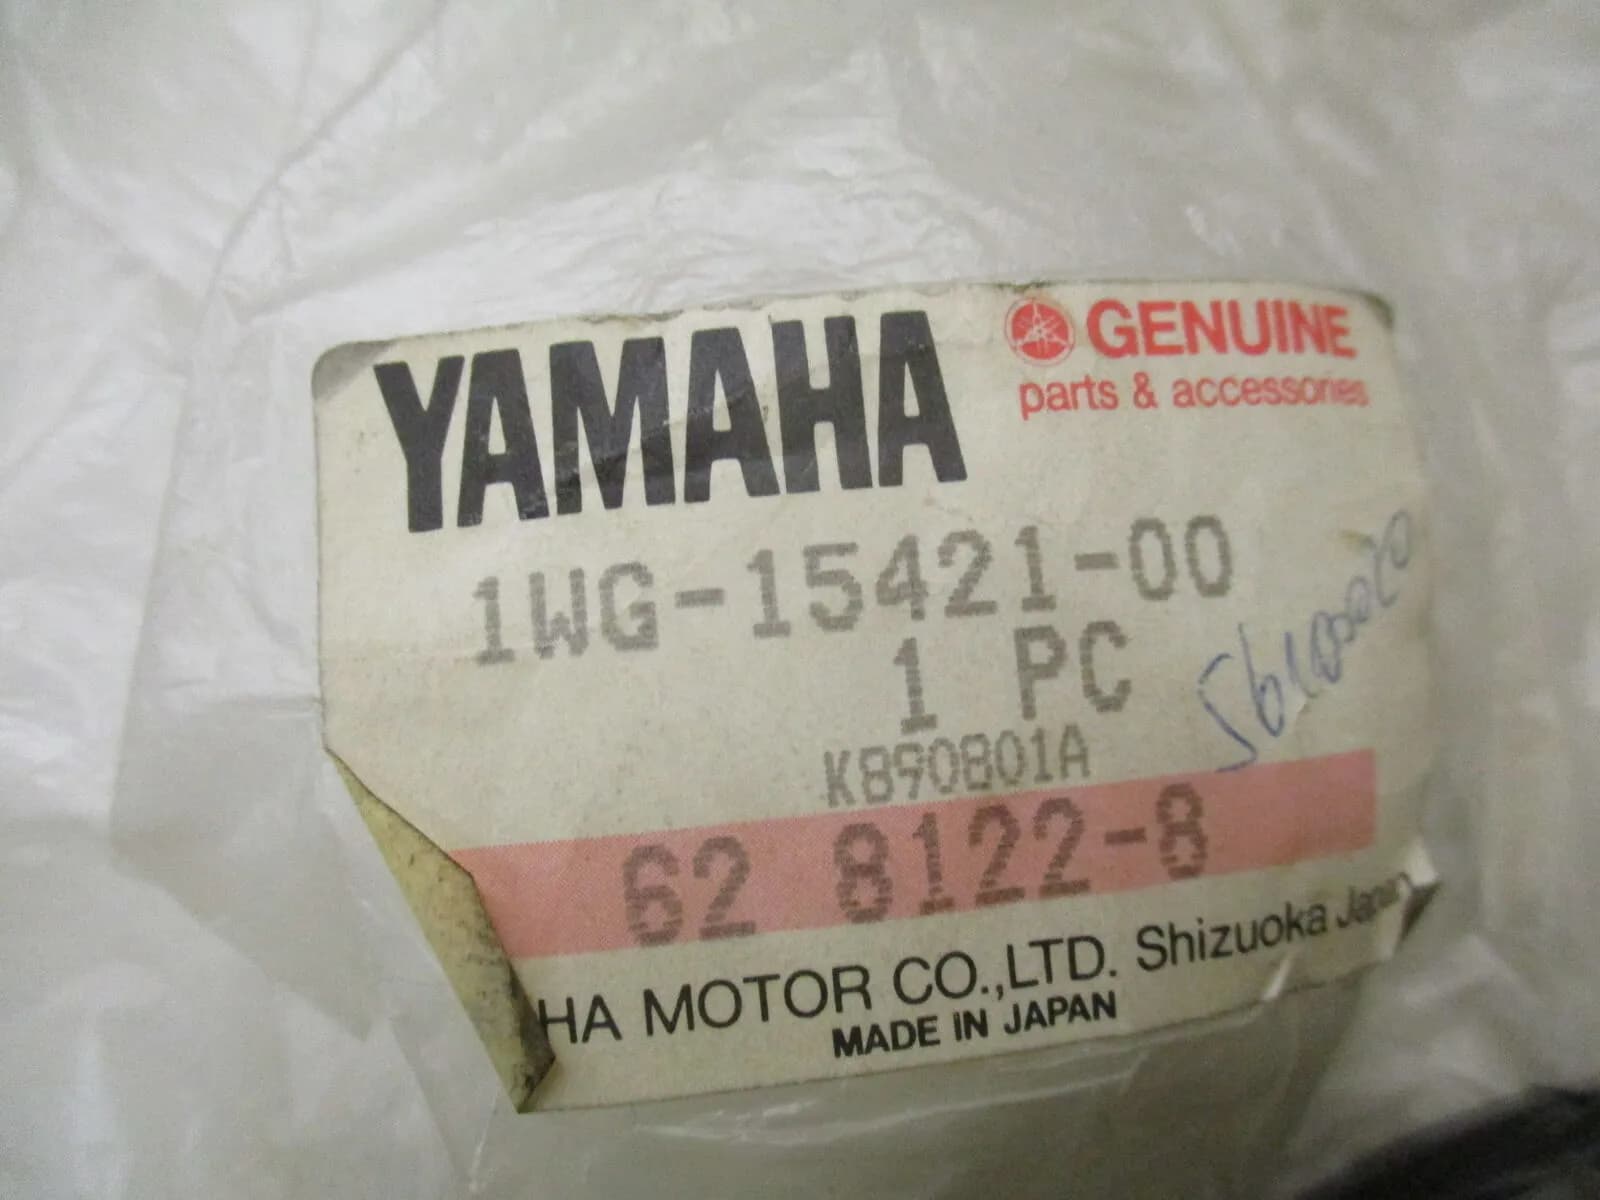 YAMAHA
GENUINE
parts & accessories
1WG-15421-00
1 PC
K890801A
62 8122-8
HA MOTOR CO.,LTD. Shizuoka Japan
MADE IN JAPAN